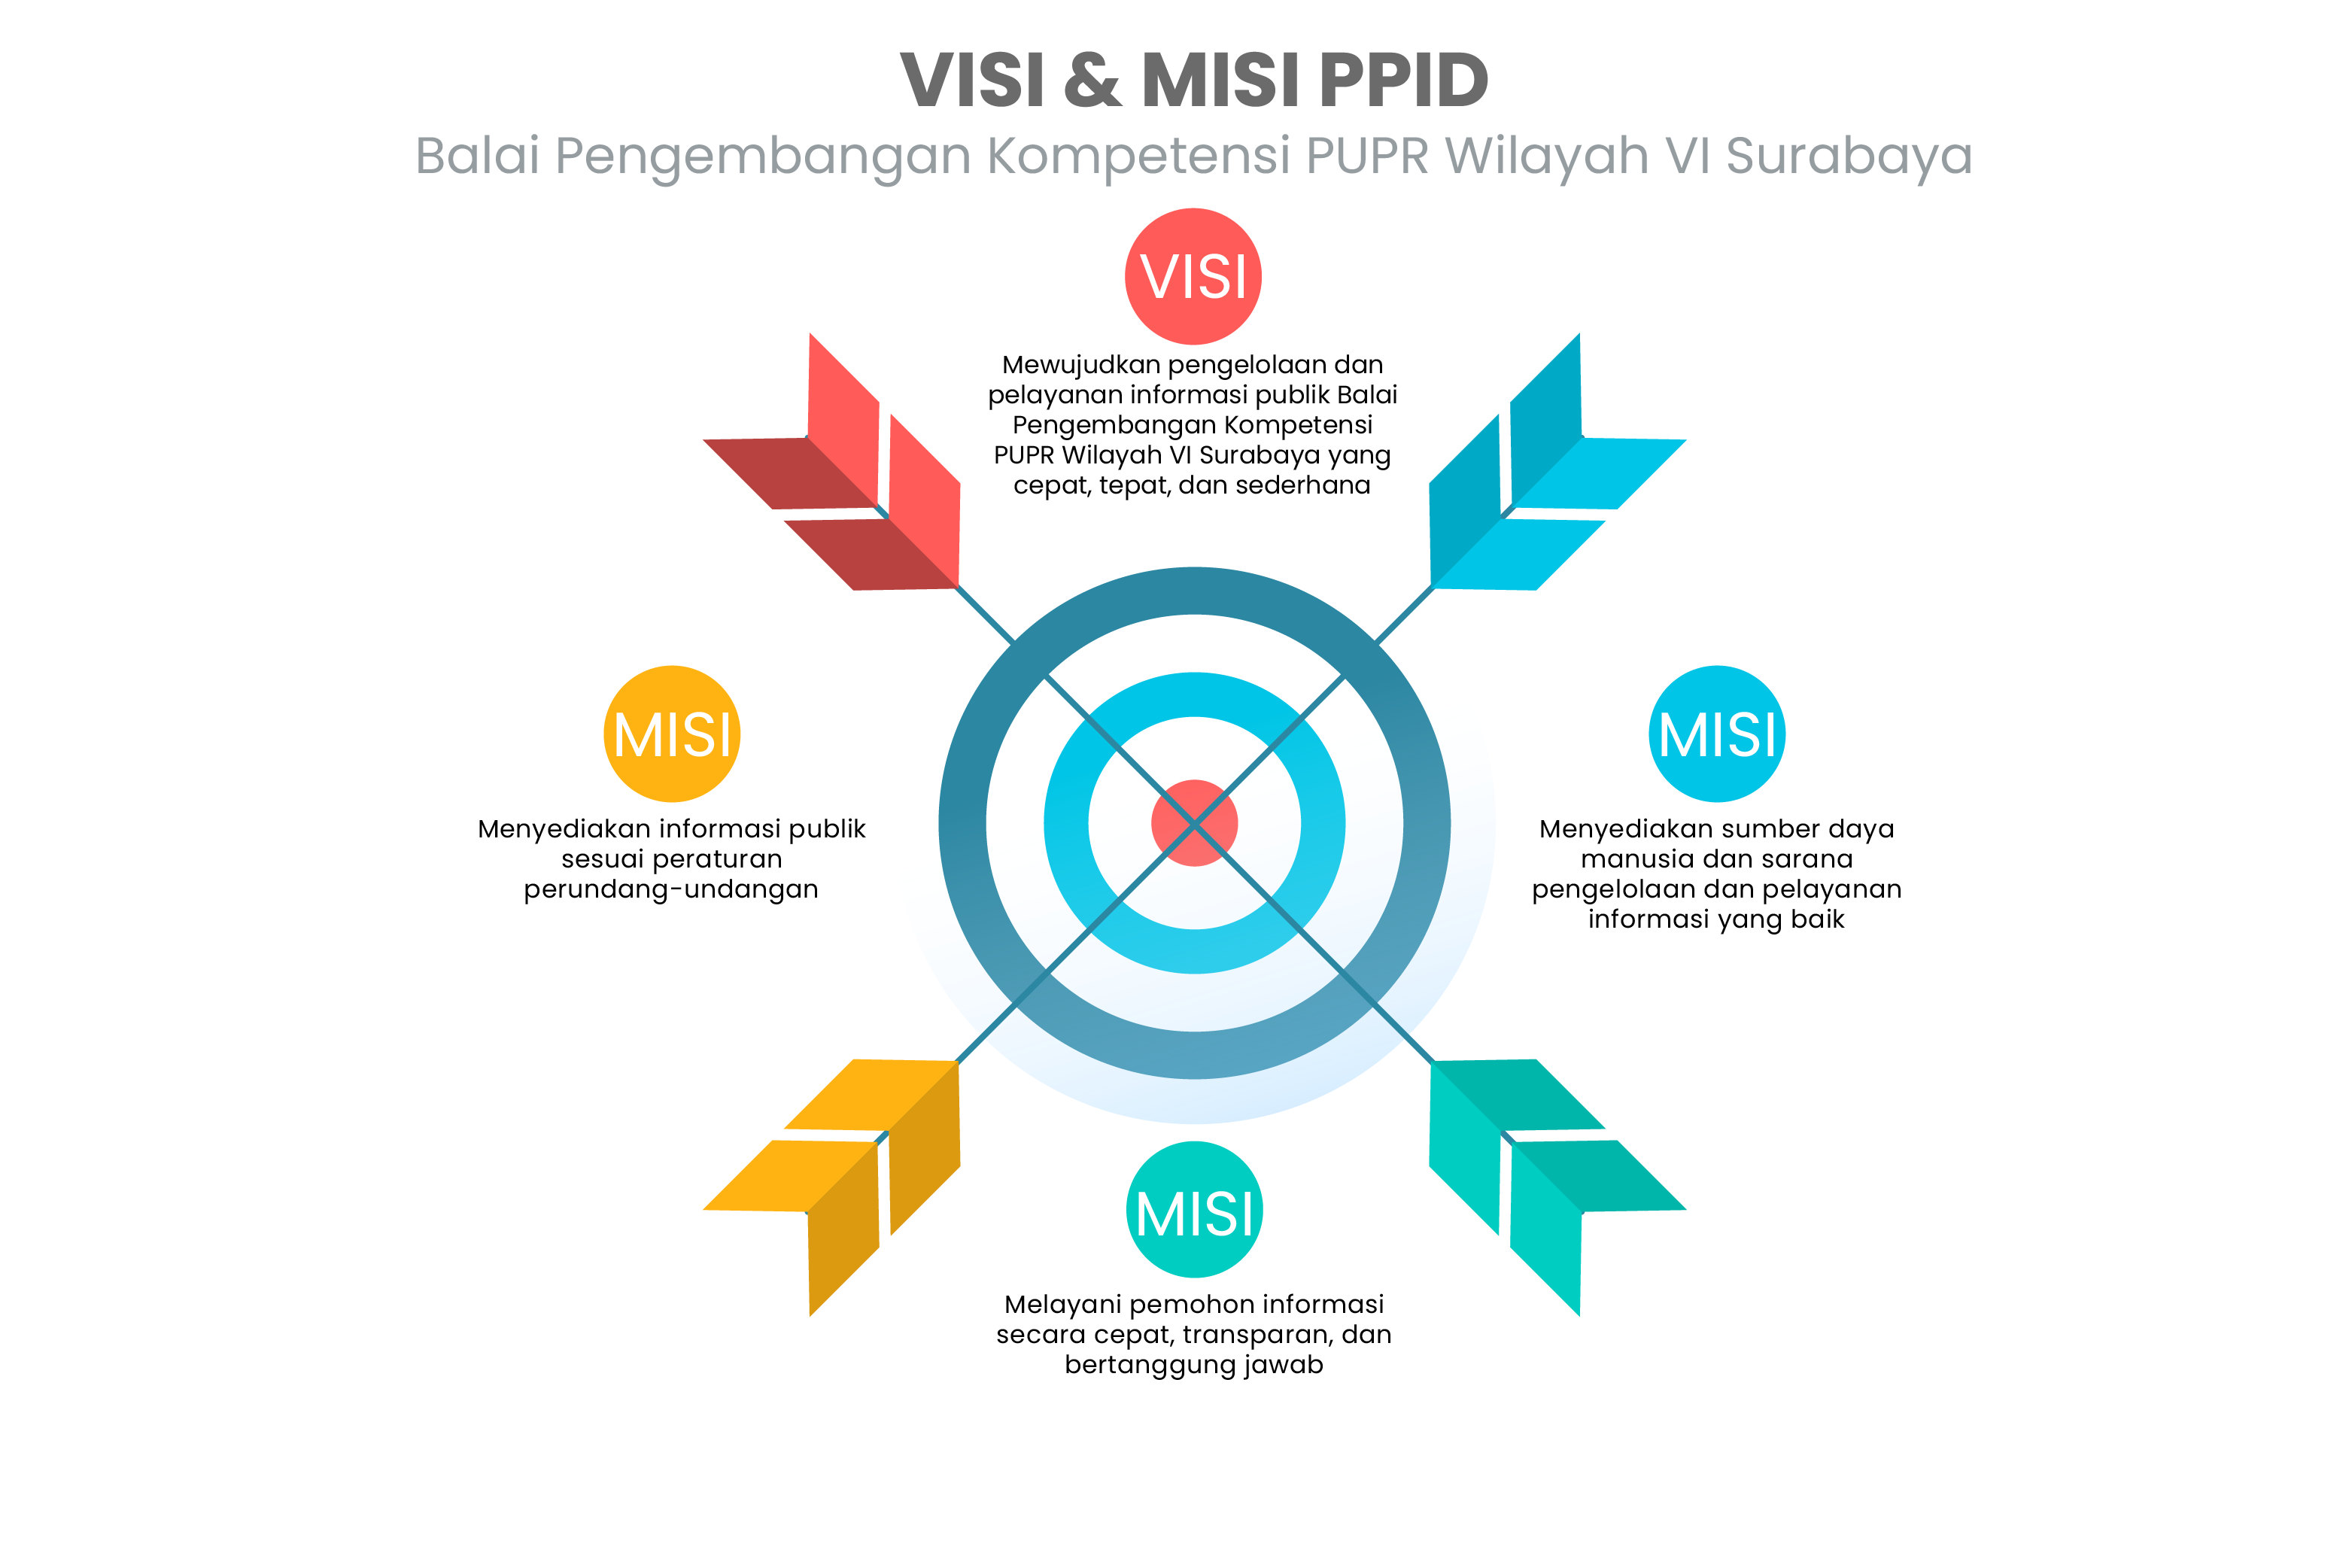 VISI & MISI PPID
Balai Pengembangan Kompetensi PUPR Wilayah VI Surabaya
VISI
Mewujudkan pengelolaan dan
pelayanan informasi publik Balai
Pengembangan Kompetensi
PUPR Wilayah VI Surabaya yang
cepat, tepat, dan sederhana
MISI
Menyediakan informasi publik
sesuai peraturan
perundang-undangan
MISI
Menyediakan sumber daya
manusia dan sarana
pengelolaan dan pelayanan
informasi yang baik
MISI
Melayani pemohon informasi
secara cepat, transparan, dan
bertanggung jawab